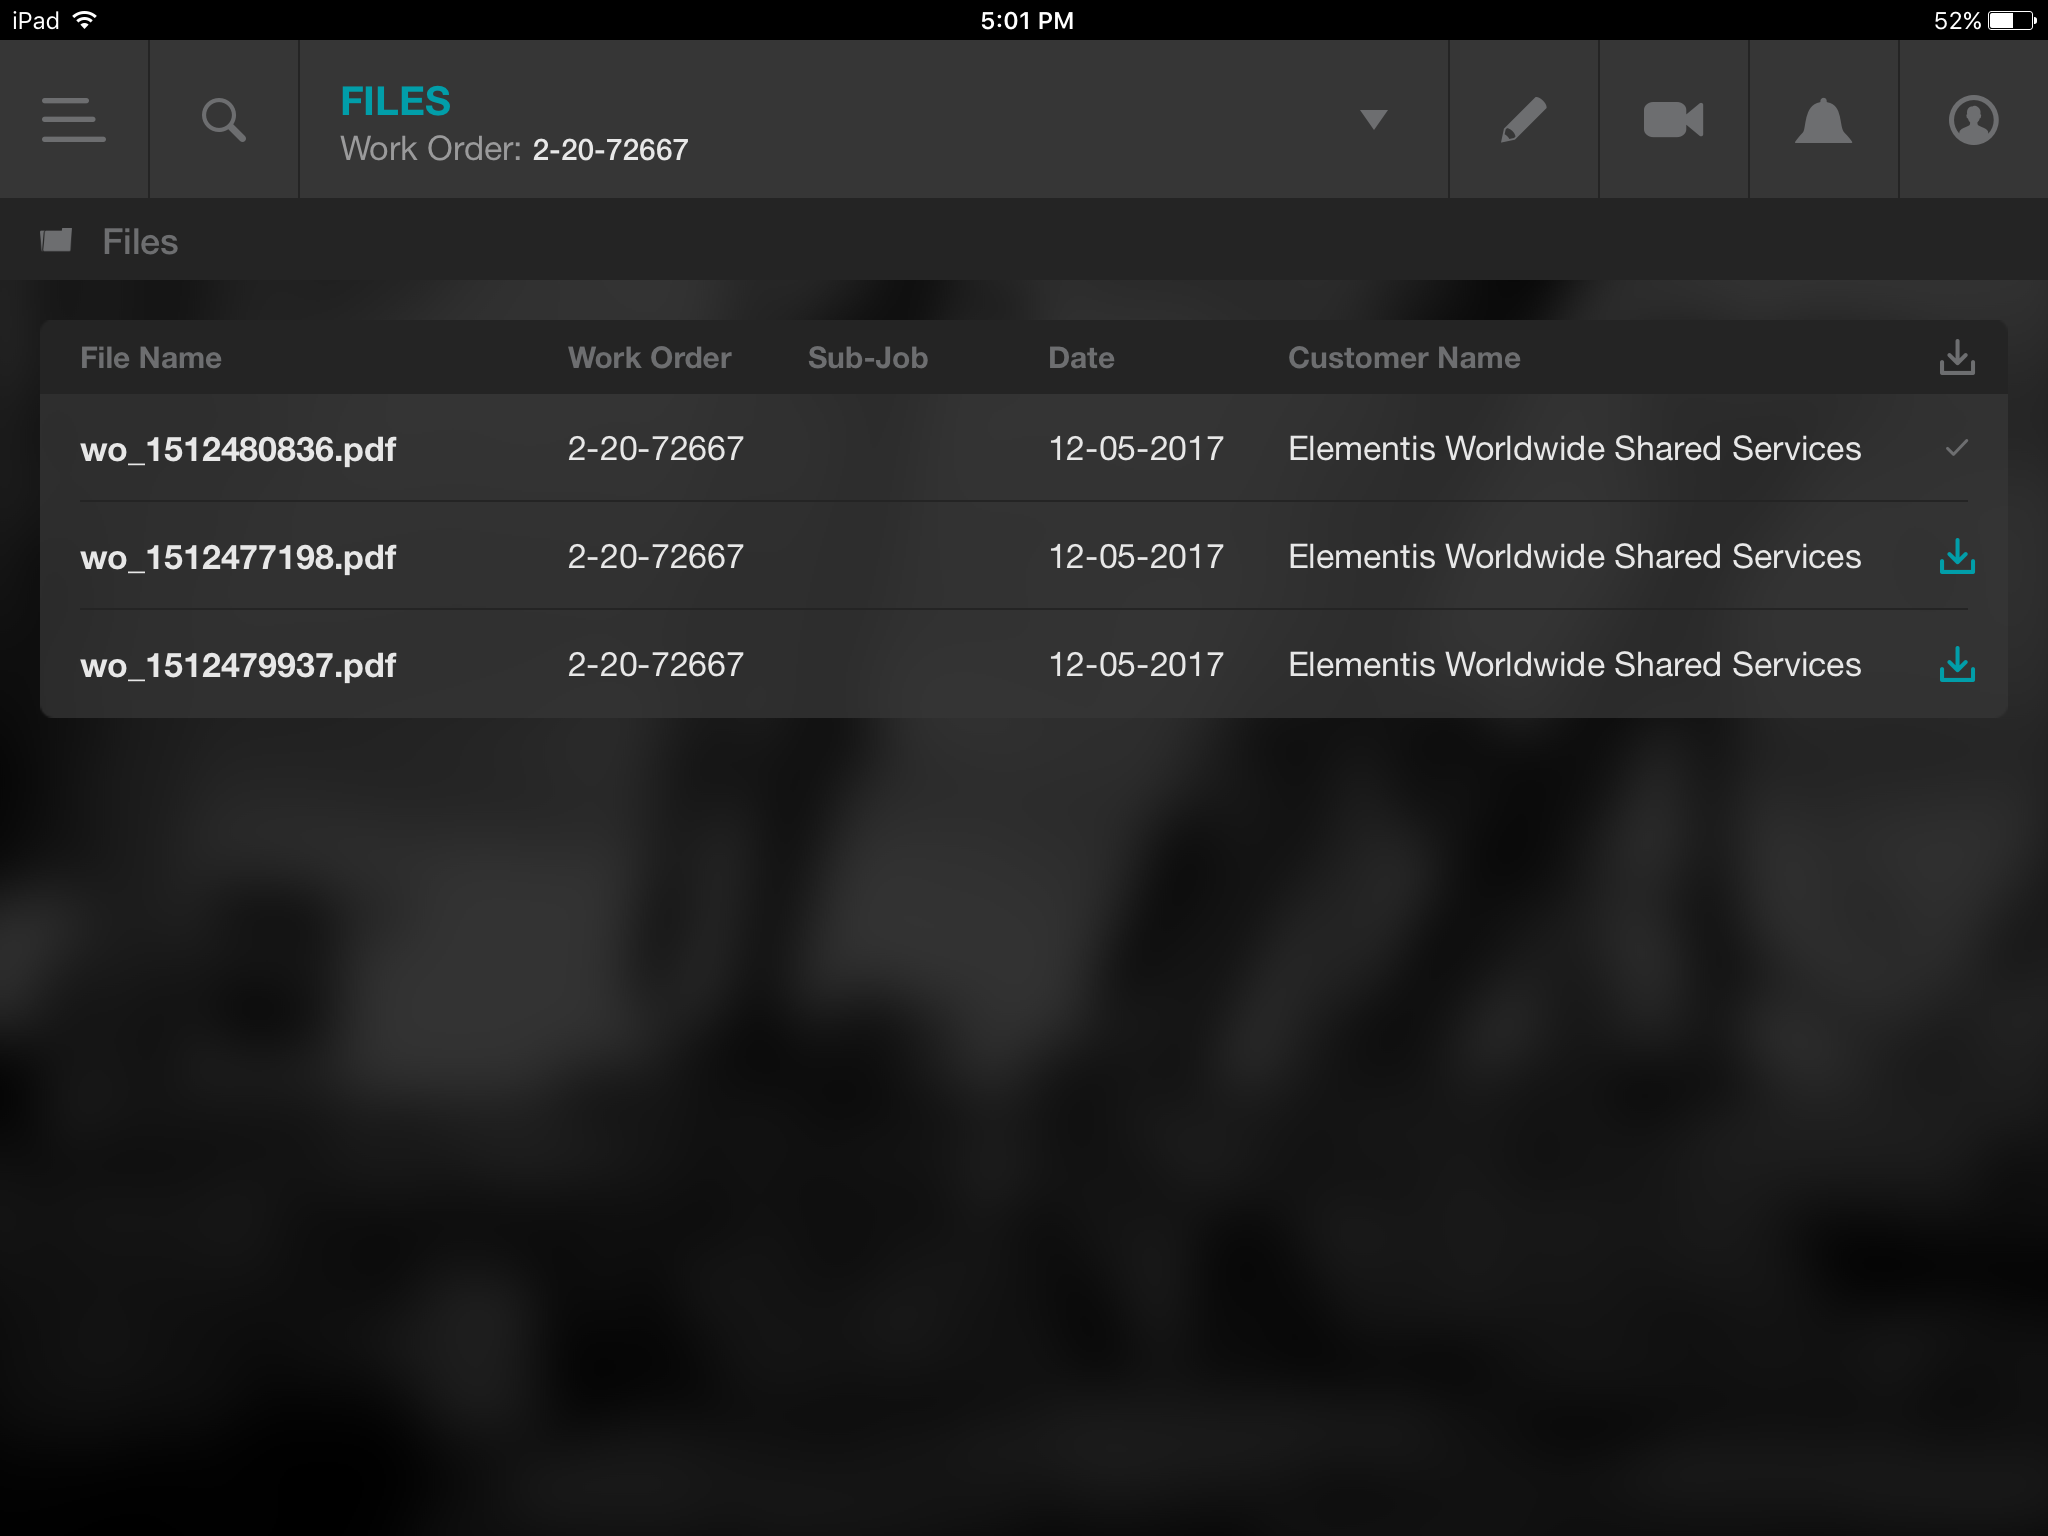 iPad 5:01 PM 52%
FILES
Work Order: 2-20-72667
Files
File Name Work Order Sub-Job Date Customer Name
wo_1512480836.pdf 2-20-72667 12-05-2017 Elementis Worldwide Shared Services
wo_1512477198.pdf 2-20-72667 12-05-2017 Elementis Worldwide Shared Services
wo_1512479937.pdf 2-20-72667 12-05-2017 Elementis Worldwide Shared Services